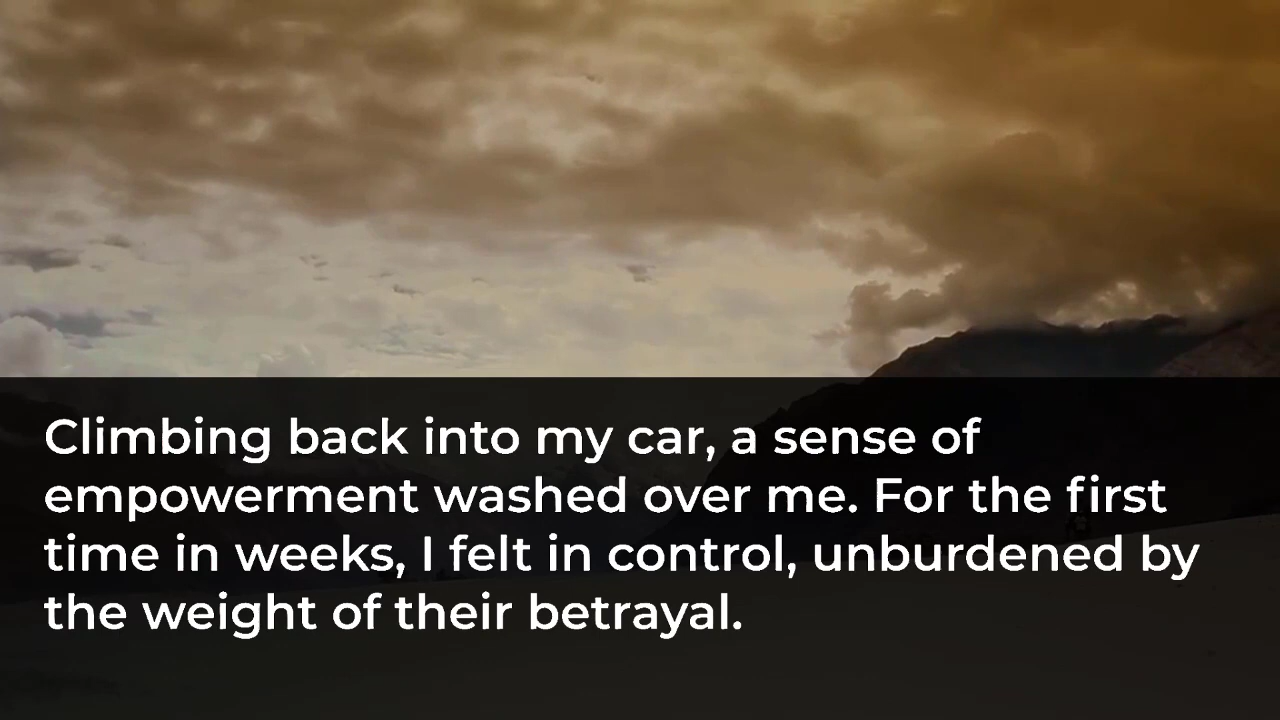 Climbing back into my car, a sense of
empowerment washed over me. For the first
time in weeks, I felt in control, unburdened by
the weight of their betrayal.